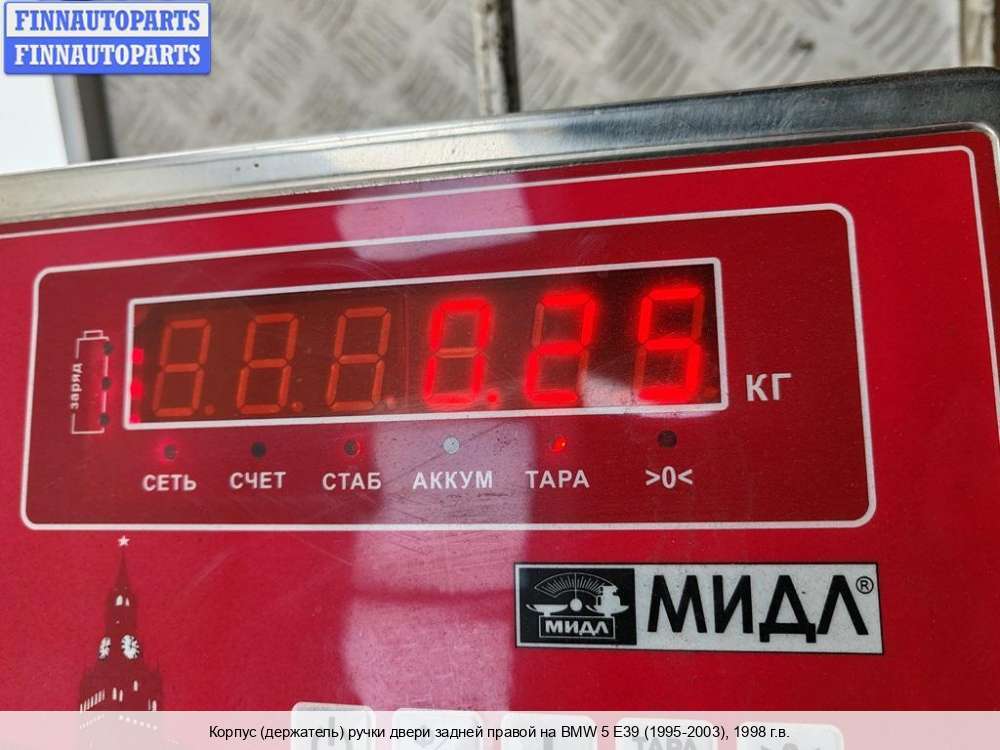 FINNAUTOPARTS
FINNAUTOPARTS
заряд
0.25
КГ
СЕТЬ СЧЕТ СТАБ АККУМ ТАРА >0<
МИДЛ МИДЛ®
ТАРА
Корпус (держатель) ручки двери задней правой на BMW 5 E39 (1995-2003), 1998 г.в.